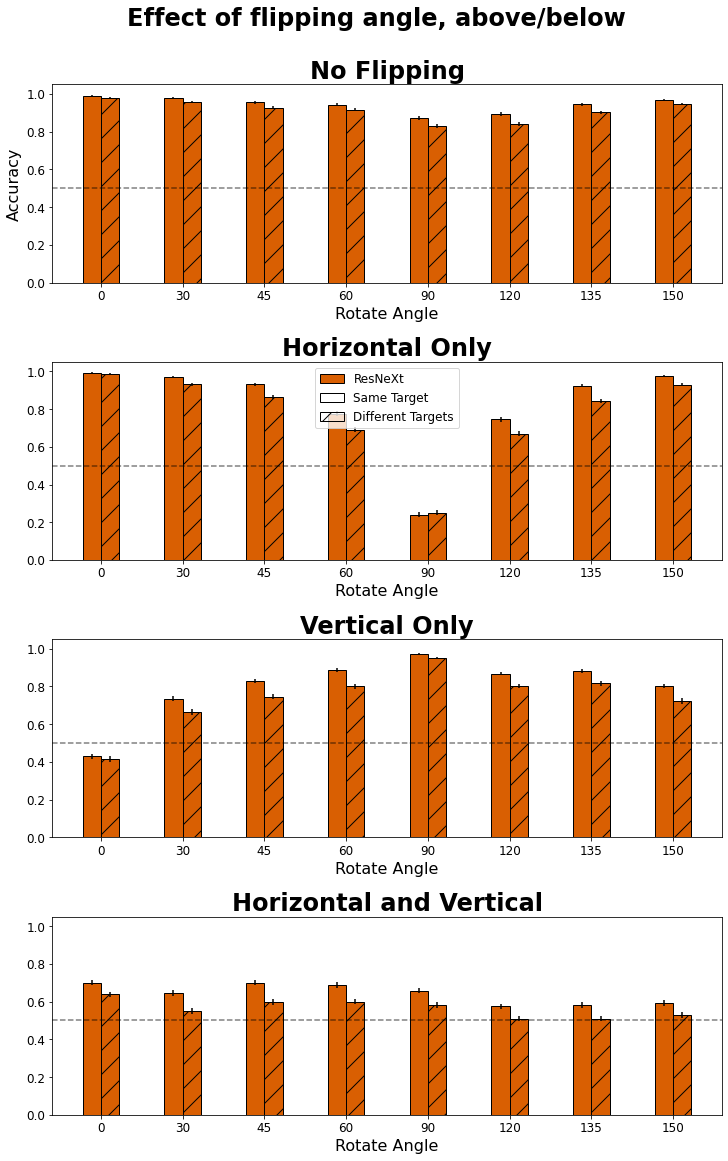 Effect of flipping angle, above/below
No Flipping
1.0
0.8
0.6
0.4
0.2
0.0
Accuracy
0 30 45 60 90 120 135 150
Rotate Angle
Horizontal Only
1.0
0.8
0.6
0.4
0.2
0.0
ResNeXt
Same Target
Different Targets
0 30 45 60 90 120 135 150
Rotate Angle
Vertical Only
1.0
0.8
0.6
0.4
0.2
0.0
0 30 45 60 90 120 135 150
Rotate Angle
Horizontal and Vertical
1.0
0.8
0.6
0.4
0.2
0.0
0 30 45 60 90 120 135 150
Rotate Angle